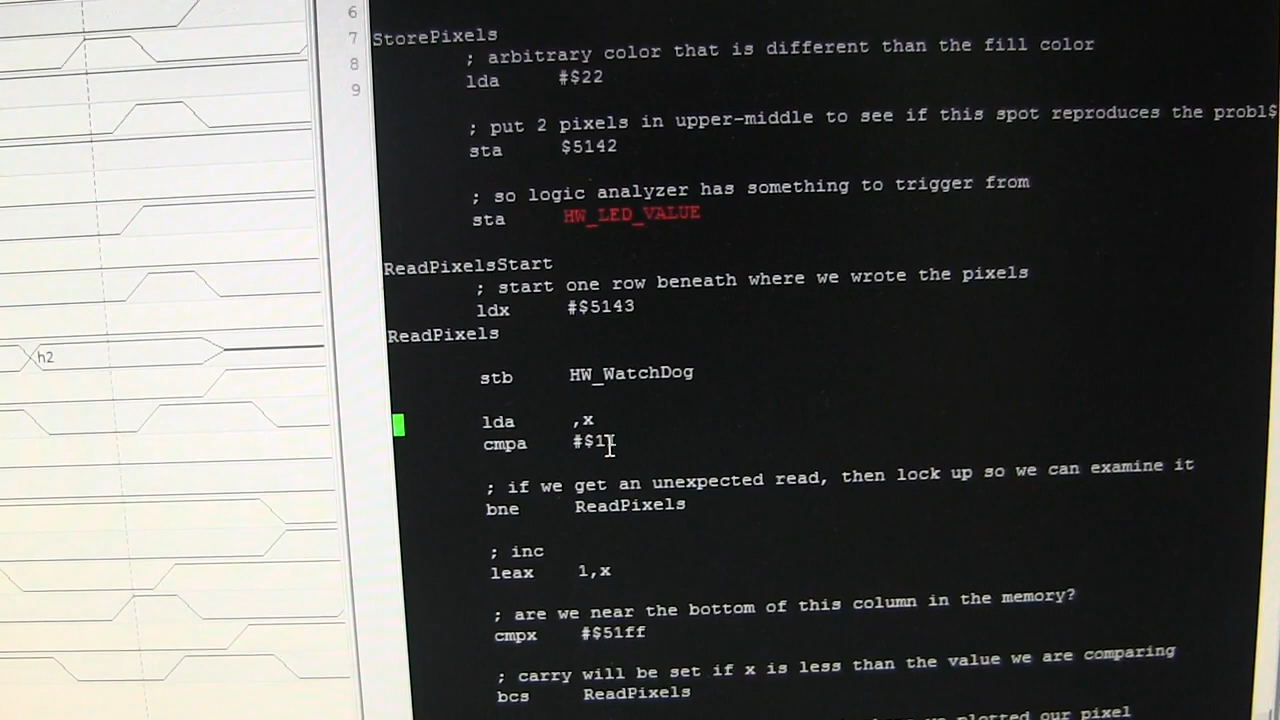 6
7
8
9
StorePixels
; arbitrary color that is different than the fill color
lda #$22
; put 2 pixels in upper-middle to see if this spot reproduces the probl$
sta $5142
; so logic analyzer has something to trigger from
sta HW_LED_VALUE
ReadPixelsStart
; start one row beneath where we wrote the pixels
ldx #$5143
ReadPixels
h2
stb HW_WatchDog
lda ,x
cmpa
; if we get an unexpected read, then lock up so we can examine it
bne ReadPixels
; inc
leax 1,x
; are we near the bottom of this column in the memory?
cmpx #$51ff
; carry will be set if x is less than the value we are comparing
bcs ReadPixels
we plotted our pixel